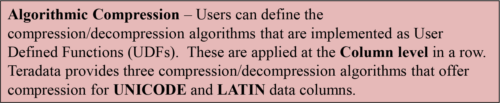 Algorithmic Compression – Users can define the
compression/decompression algorithms that are implemented as User
Defined Functions (UDFs).  These are applied at the Column level in a row.
Teradata provides three compression/decompression algorithms that offer
compression for UNICODE and LATIN data columns.